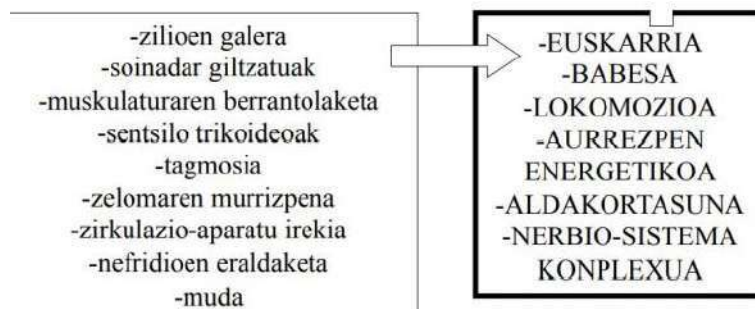 -zilioen galera
-soinadar giltzatuak
-muskulaturaren berrantolaketa
-sentsilo trikoideoak
-tagmosia
-zelomaren murrizpena
-zirkulazio-aparatu irekia
-nefridioen eraldaketa
-muda
-EUSKARRIA
-BABESA
-LOKOMOZIOA
-AURREZPEN
ENERGETIKOA
-ALDAKORTASUNA
-NERBIO-SISTEMA
KONPLEXUA